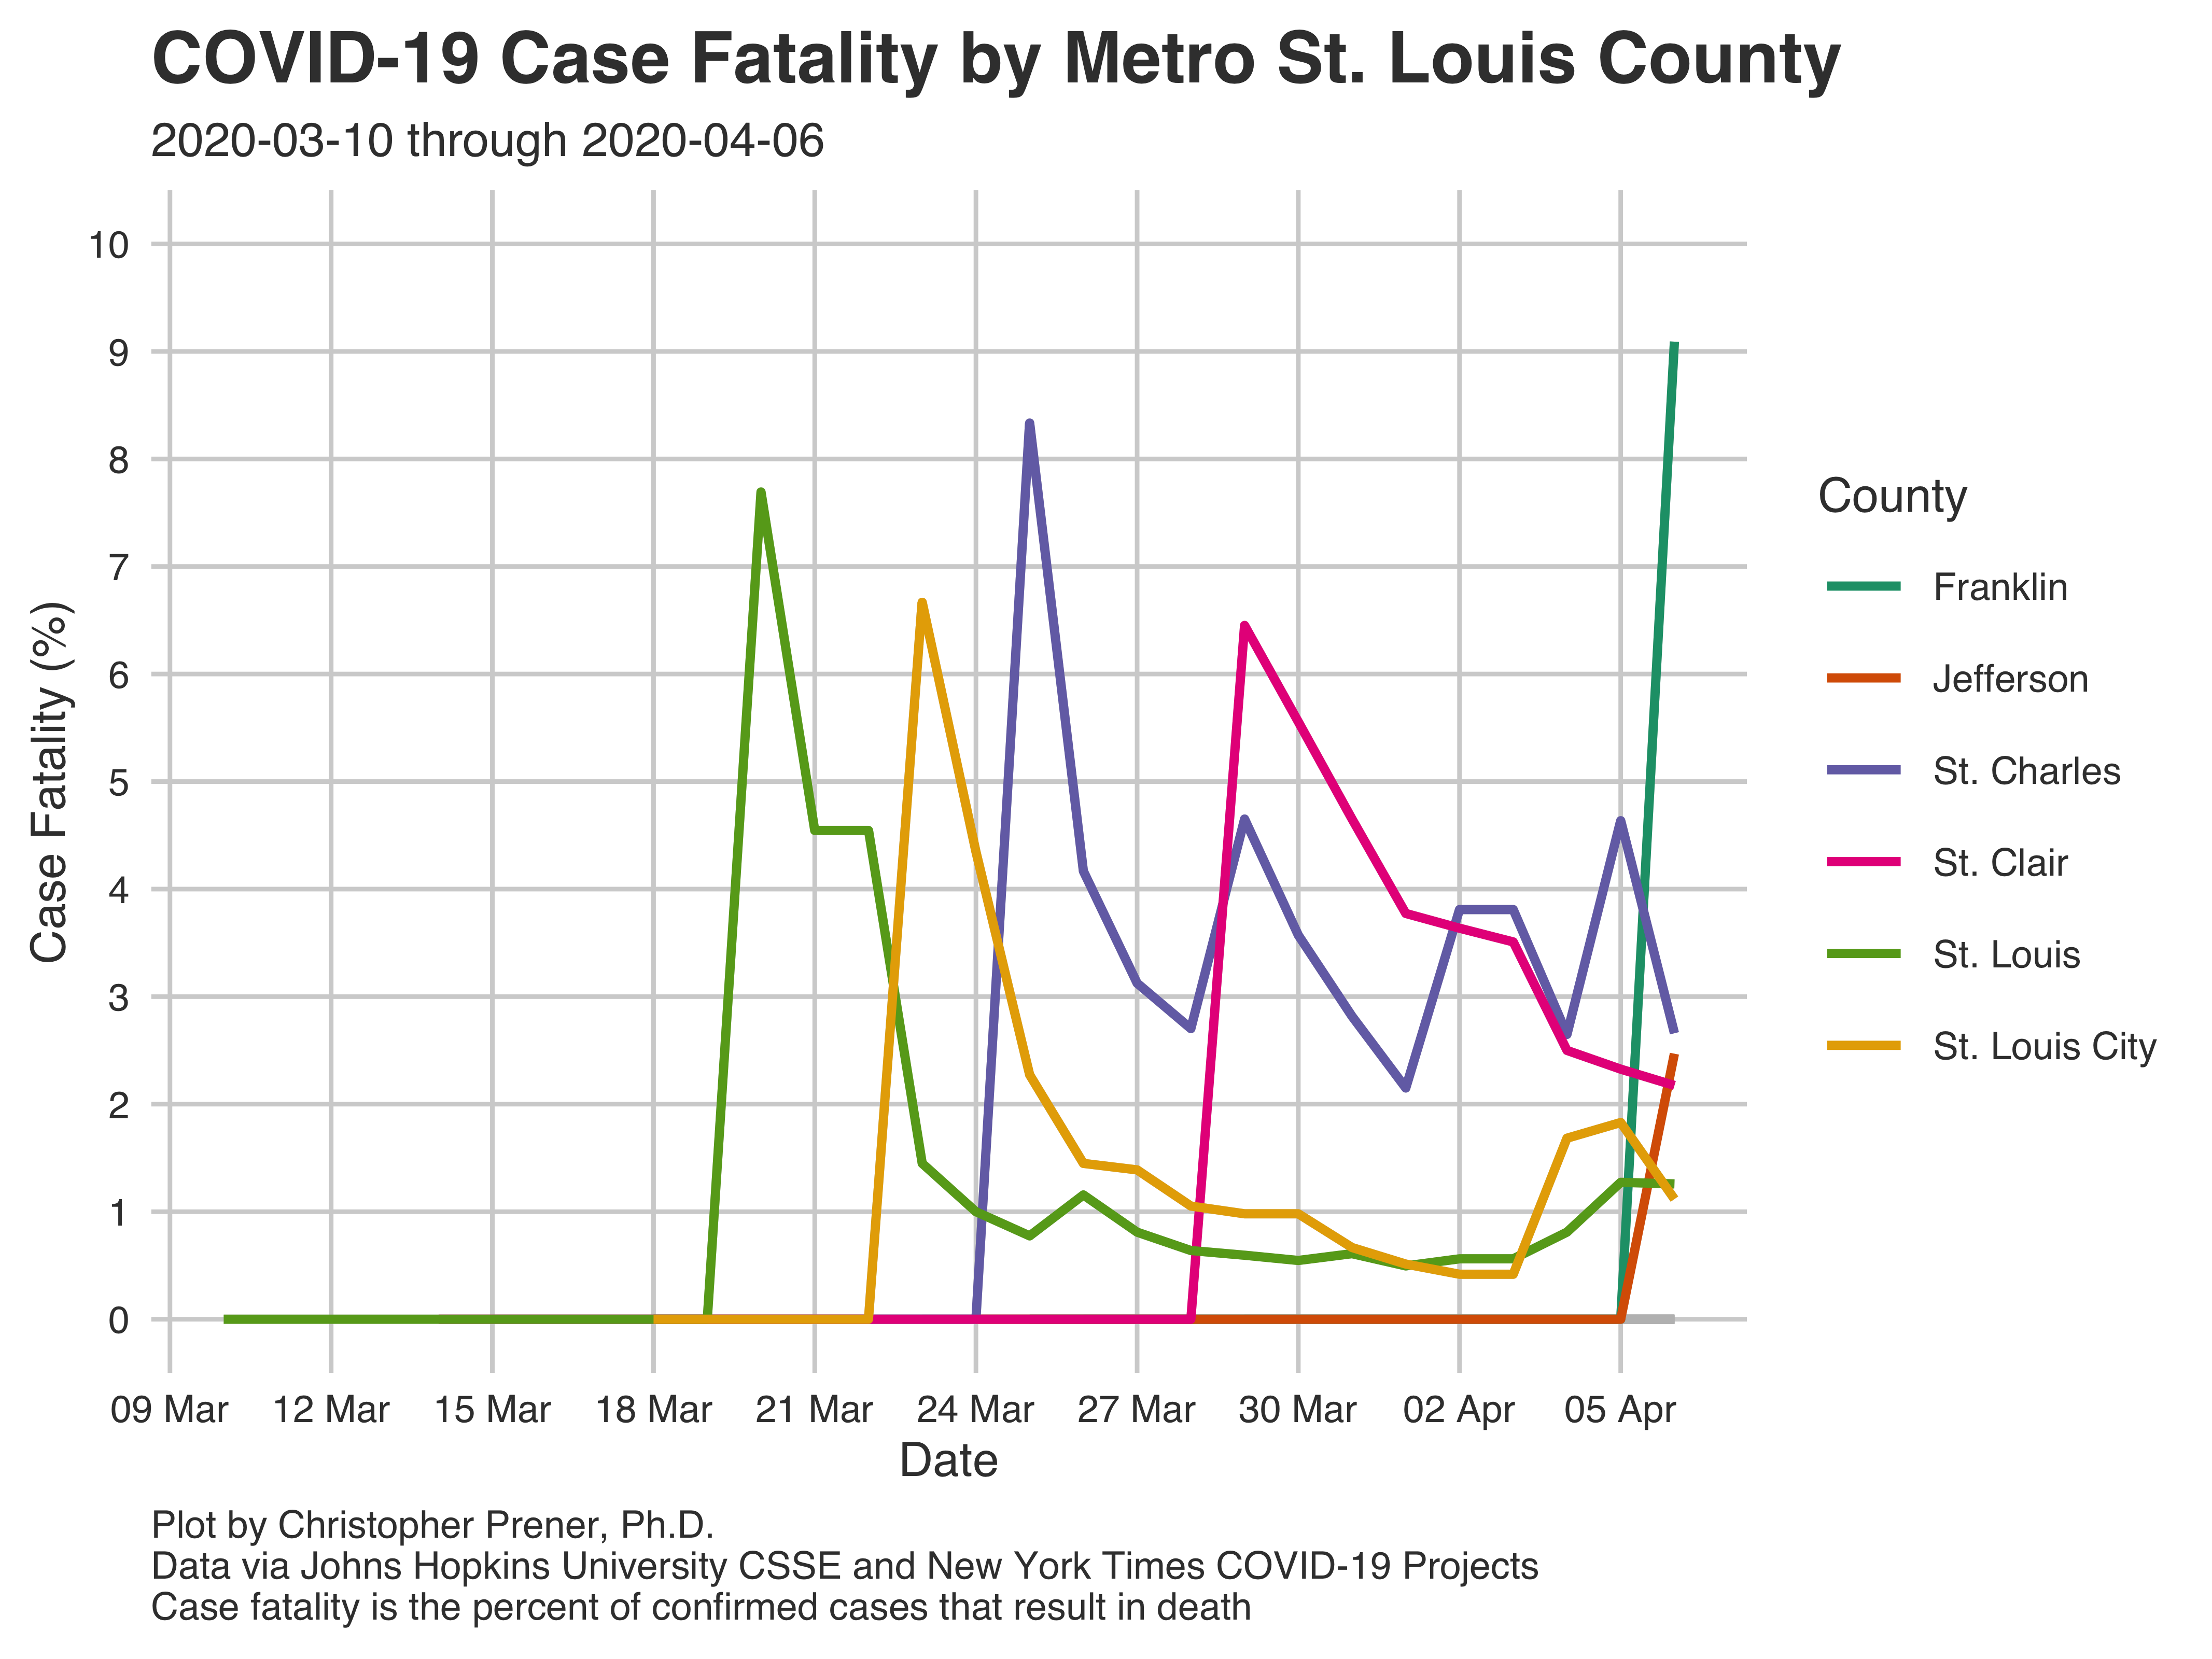 COVID-19 Case Fatality by Metro St. Louis County
2020-03-10 through 2020-04-06
10
9
8
7
6
5
4
3
2
1
0
Case Fatality (%)
09 Mar 12 Mar 15 Mar 18 Mar 21 Mar 24 Mar 27 Mar 30 Mar 02 Apr 05 Apr
Date
County
Franklin
Jefferson
St. Charles
St. Clair
St. Louis
St. Louis City
Plot by Christopher Prener, Ph.D.
Data via Johns Hopkins University CSSE and New York Times COVID-19 Projects
Case fatality is the percent of confirmed cases that result in death